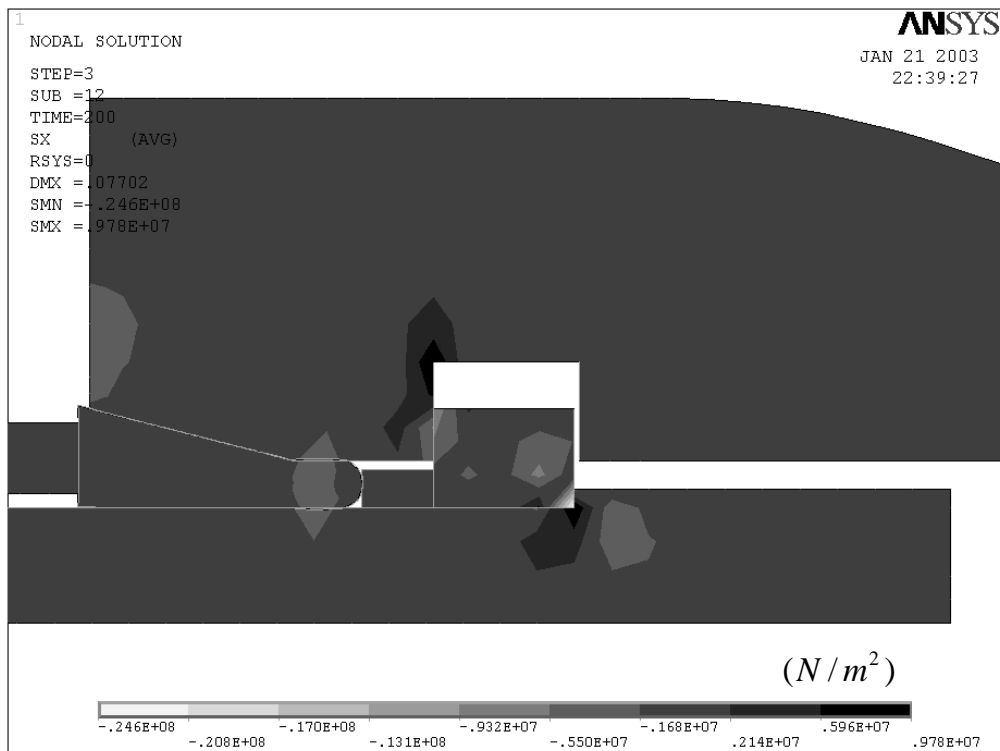 1
ANSYS
NODAL SOLUTION
JAN 21 2003
22:39:27
STEP=3
SUB =12
TIME=200
SX (AVG)
RSYS=0
DMX =.07702
SMN =-.246E+08
SMX =.978E+07
(N/m²)
-.246E+08 -.170E+08 -.932E+07 -.168E+07 .596E+07
-.208E+08 -.131E+08 -.550E+07 .214E+07 .978E+07